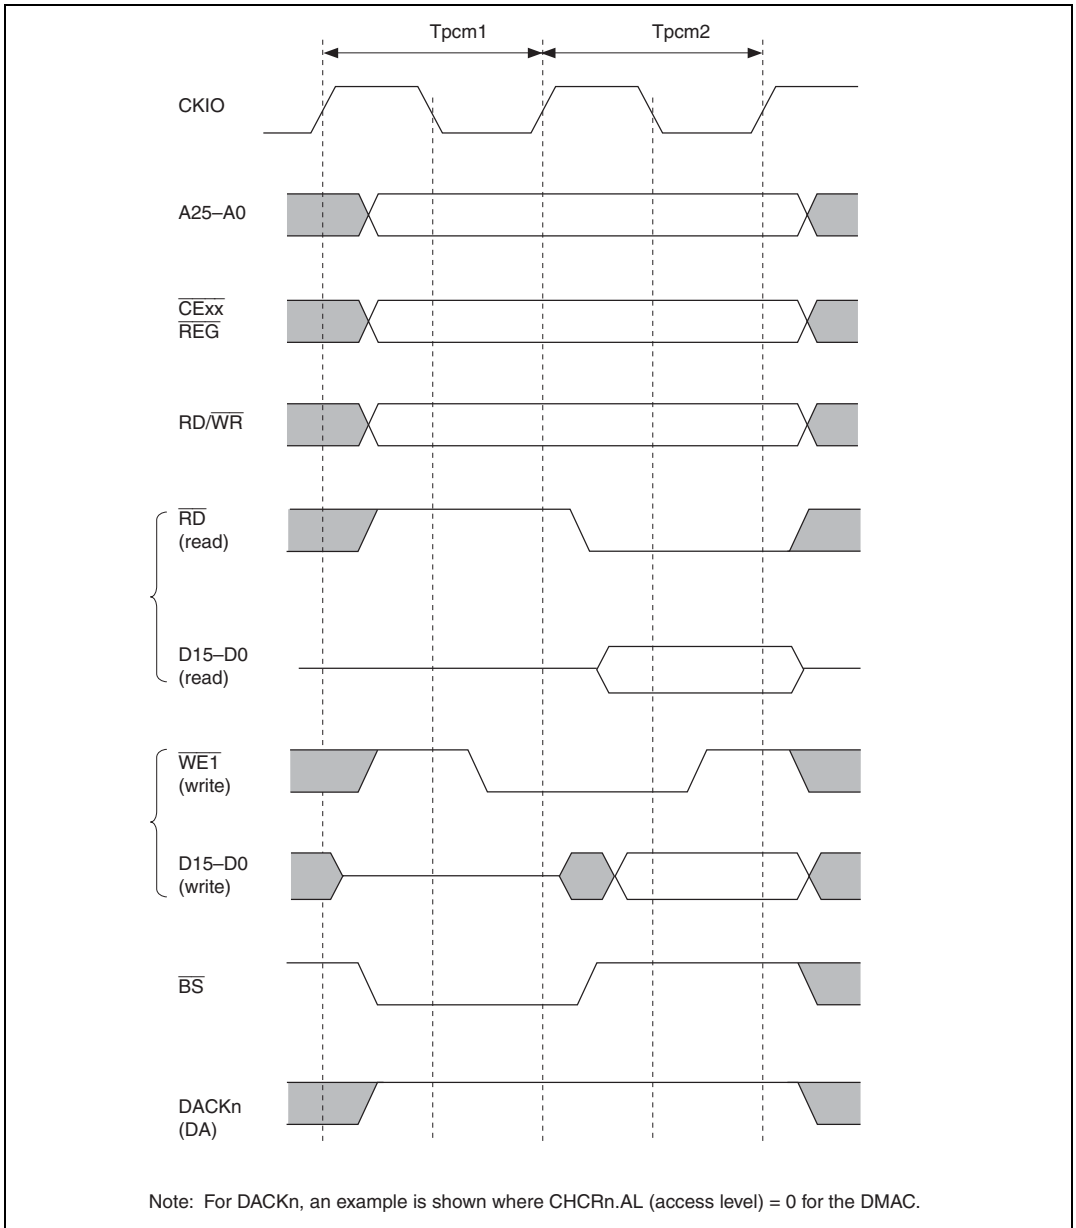 Tpcm1 Tpcm2
CKIO
A25–A0
CExx
REG
RD/WR
RD
(read)
D15–D0
(read)
WE1
(write)
D15–D0
(write)
BS
DACKn
(DA)
Note: For DACKn, an example is shown where CHCRn.AL (access level) = 0 for the DMAC.